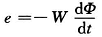 e = − W dΦ/dt